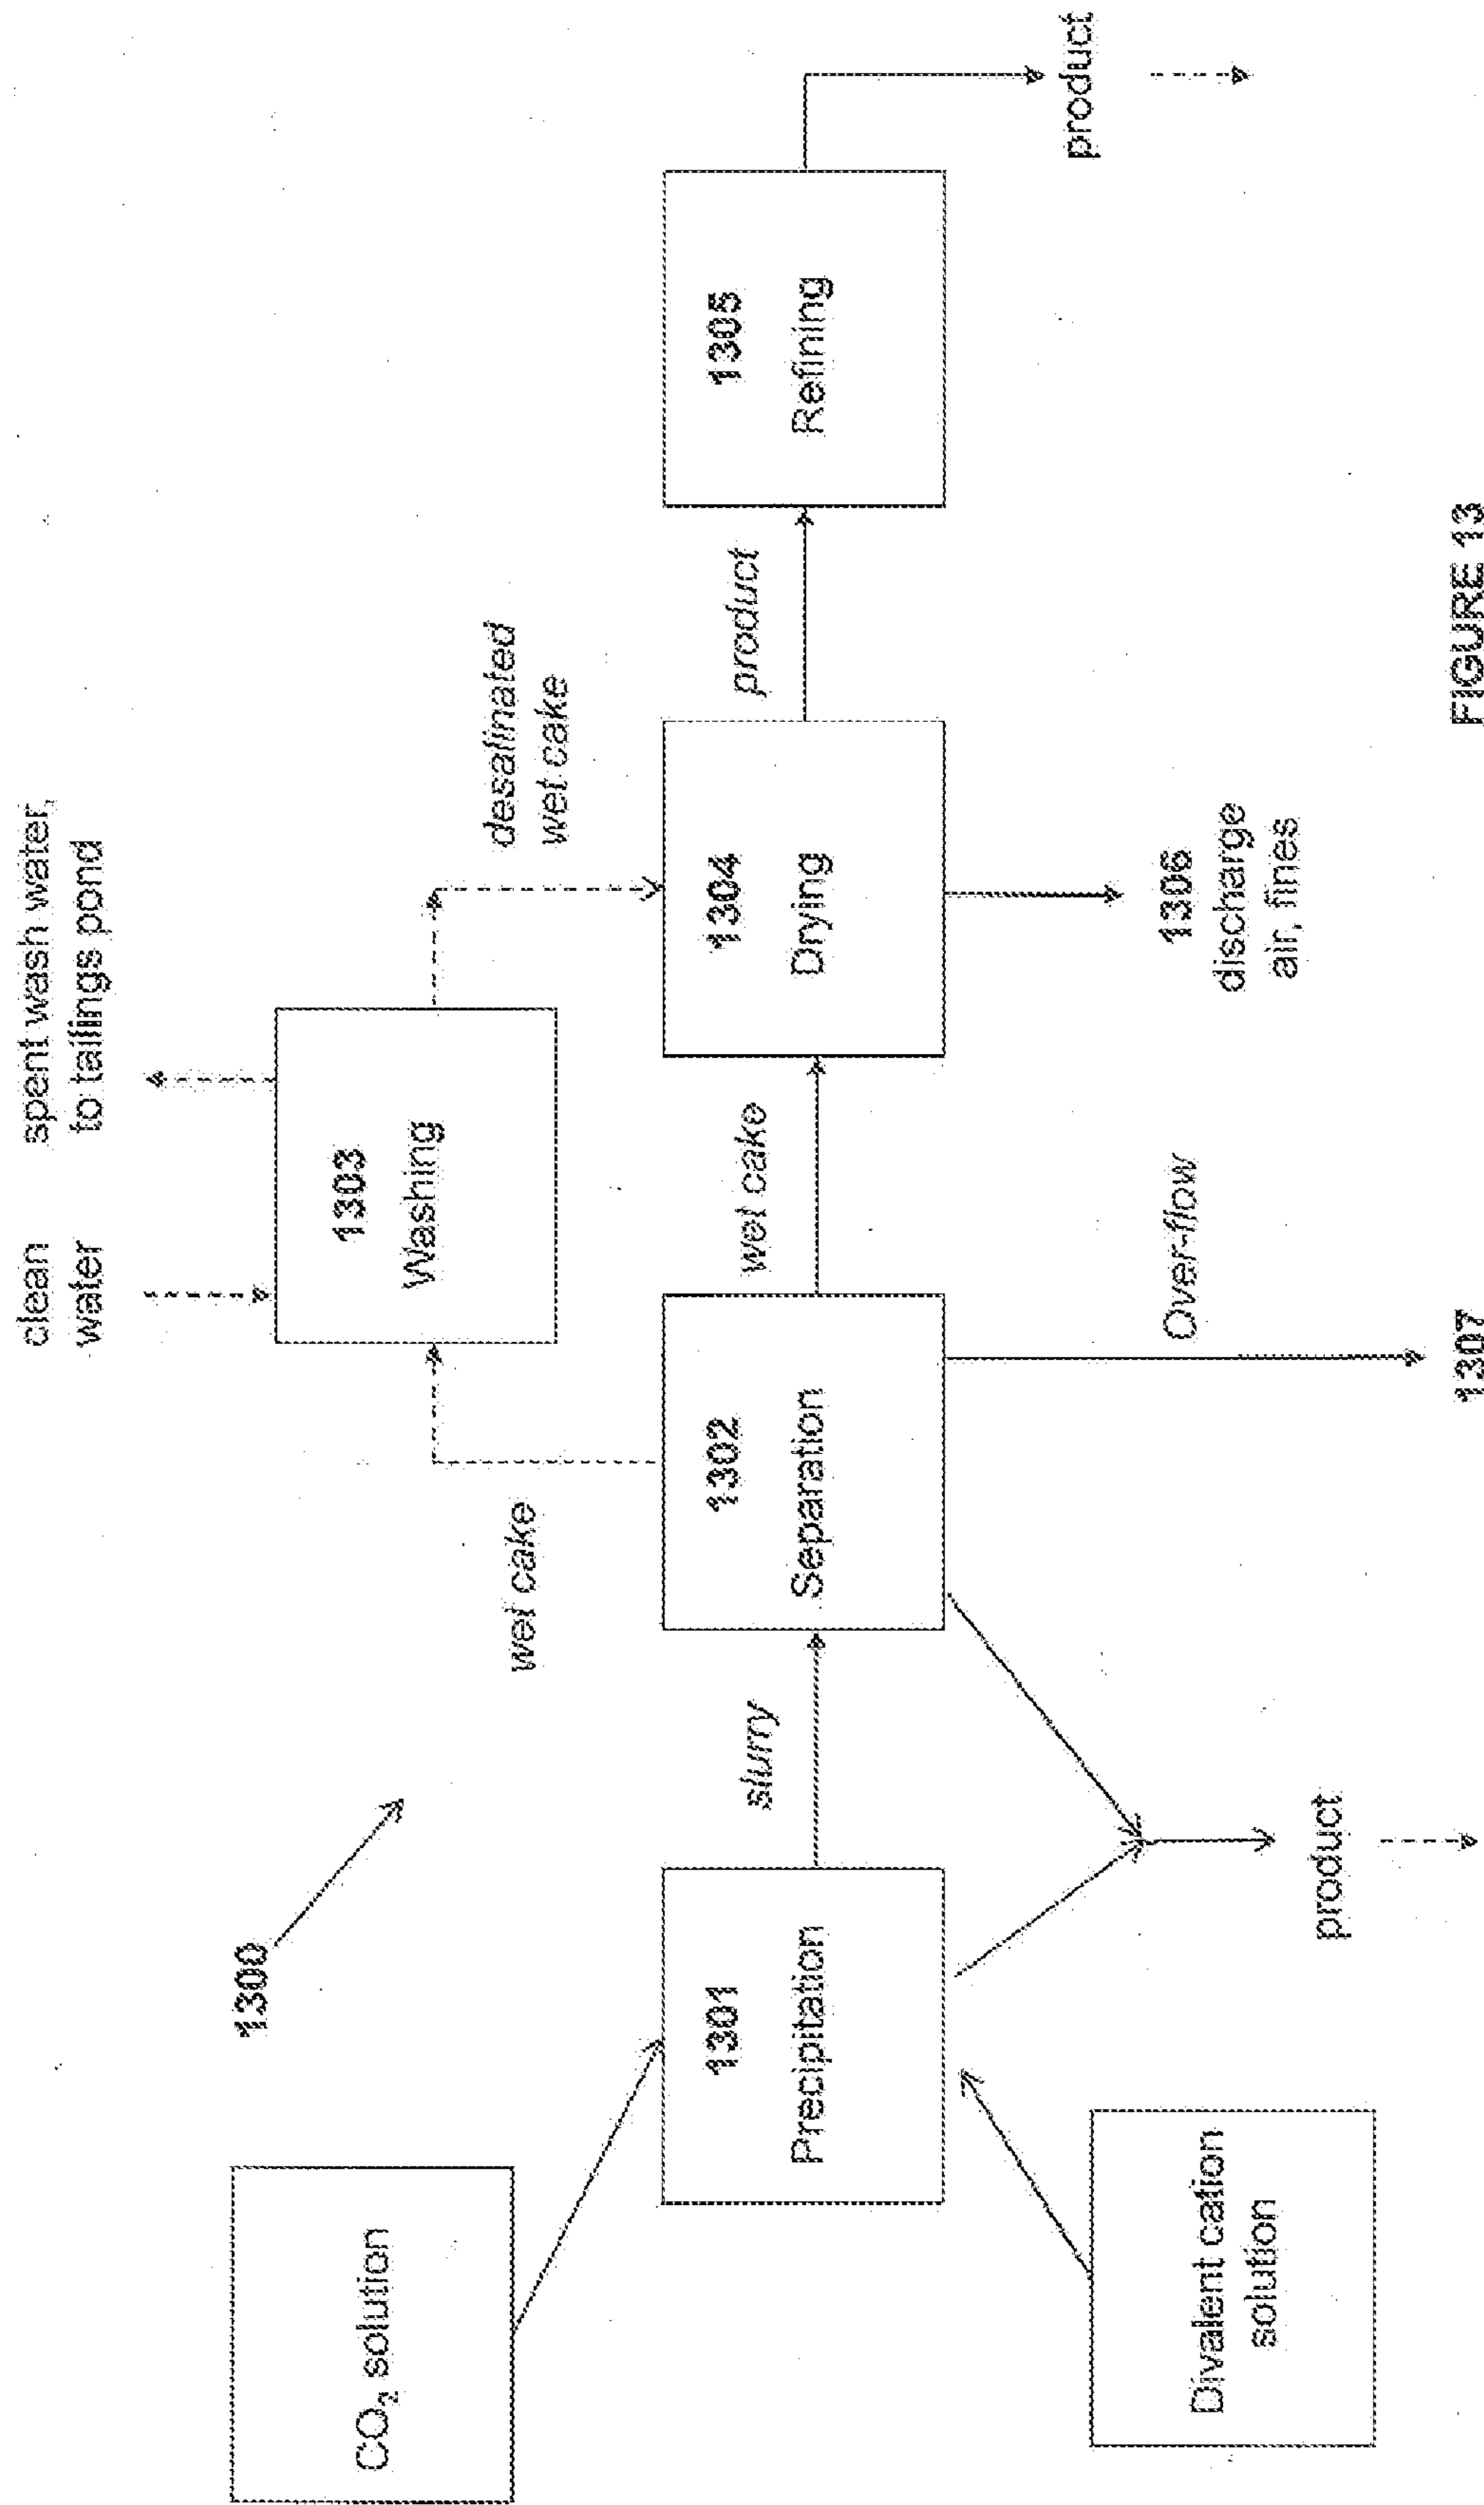 clean
water
spent wash water,
to tailings pond
1300
1303
Washing
desalinated
wet cake
wet cake
CO₂ solution
slurry
wet cake
product
1301
Precipitation
1302
Separation
1304
Drying
1305
Refining
product
Divalent cation
solution
product
Over-flow
1306
discharge
air, fines
1307
FIGURE 13